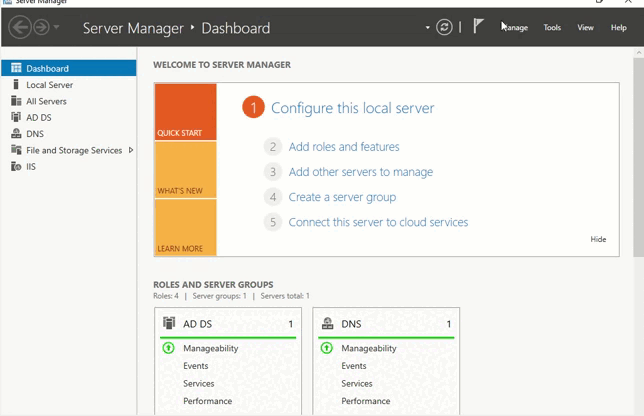 Server Manager
Server Manager • Dashboard
Manage Tools View Help
Dashboard
Local Server
All Servers
AD DS
DNS
File and Storage Services
IIS
WELCOME TO SERVER MANAGER
QUICK START
WHAT'S NEW
LEARN MORE
1 Configure this local server
2 Add roles and features
3 Add other servers to manage
4 Create a server group
5 Connect this server to cloud services
Hide
ROLES AND SERVER GROUPS
Roles: 4 | Server groups: 1 | Servers total: 1
AD DS 1
Manageability
Events
Services
Performance
DNS 1
Manageability
Events
Services
Performance